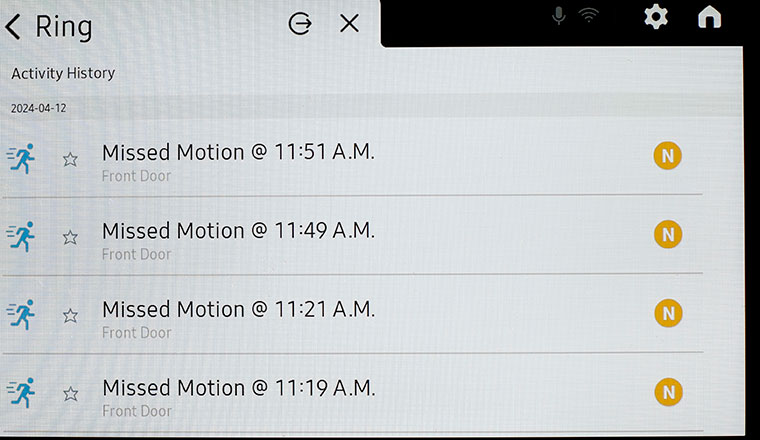 Ring
Activity History
2024-04-12
Missed Motion @ 11:51 A.M.
Front Door
N
Missed Motion @ 11:49 A.M.
Front Door
N
Missed Motion @ 11:21 A.M.
Front Door
N
Missed Motion @ 11:19 A.M.
Front Door
N